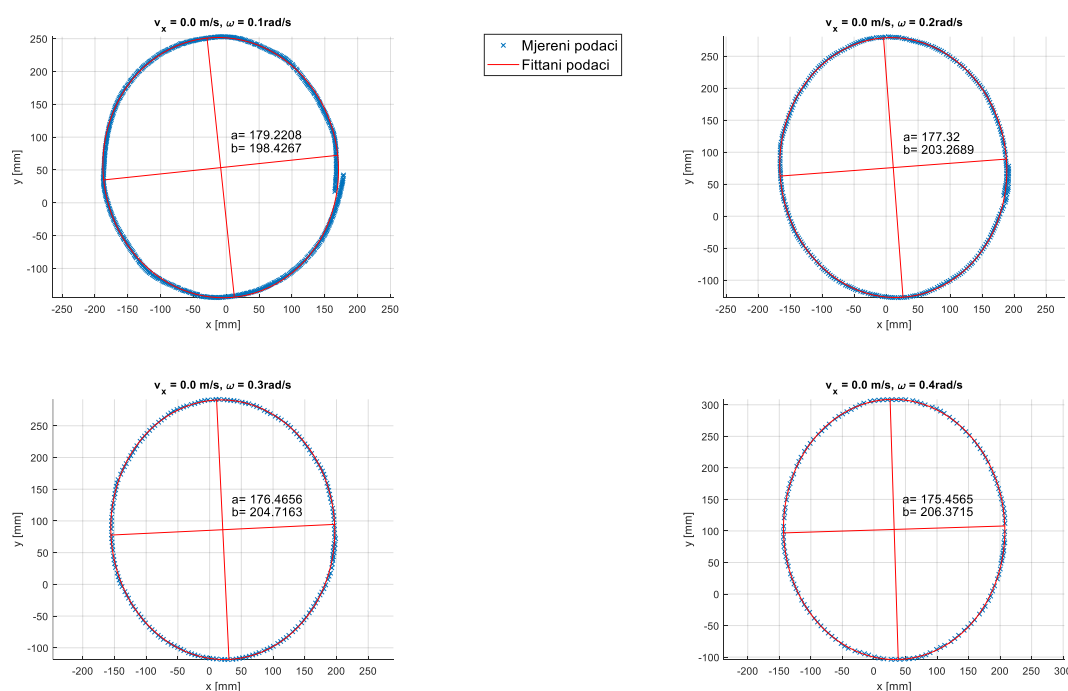 v_x = 0.0 m/s, ω = 0.1rad/s
250
200
150
100
50
0
-50
-100
y [mm]
a= 179.2208
b= 198.4267
-250 -200 -150 -100 -50 0 50 100 150 200 250
x [mm]
Mjereni podaci
Fittani podaci
v_x = 0.0 m/s, ω = 0.2rad/s
250
200
150
100
50
0
-50
-100
y [mm]
a= 177.32
b= 203.2689
-250 -200 -150 -100 -50 0 50 100 150 200 250
x [mm]
v_x = 0.0 m/s, ω = 0.3rad/s
250
200
150
100
50
0
-50
-100
y [mm]
a= 176.4656
b= 204.7163
-200 -150 -100 -50 0 50 100 150 200 250
x [mm]
v_x = 0.0 m/s, ω = 0.4rad/s
300
250
200
150
100
50
0
-50
-100
y [mm]
a= 175.4565
b= 206.3715
-200 -150 -100 -50 0 50 100 150 200 250 300
x [mm]